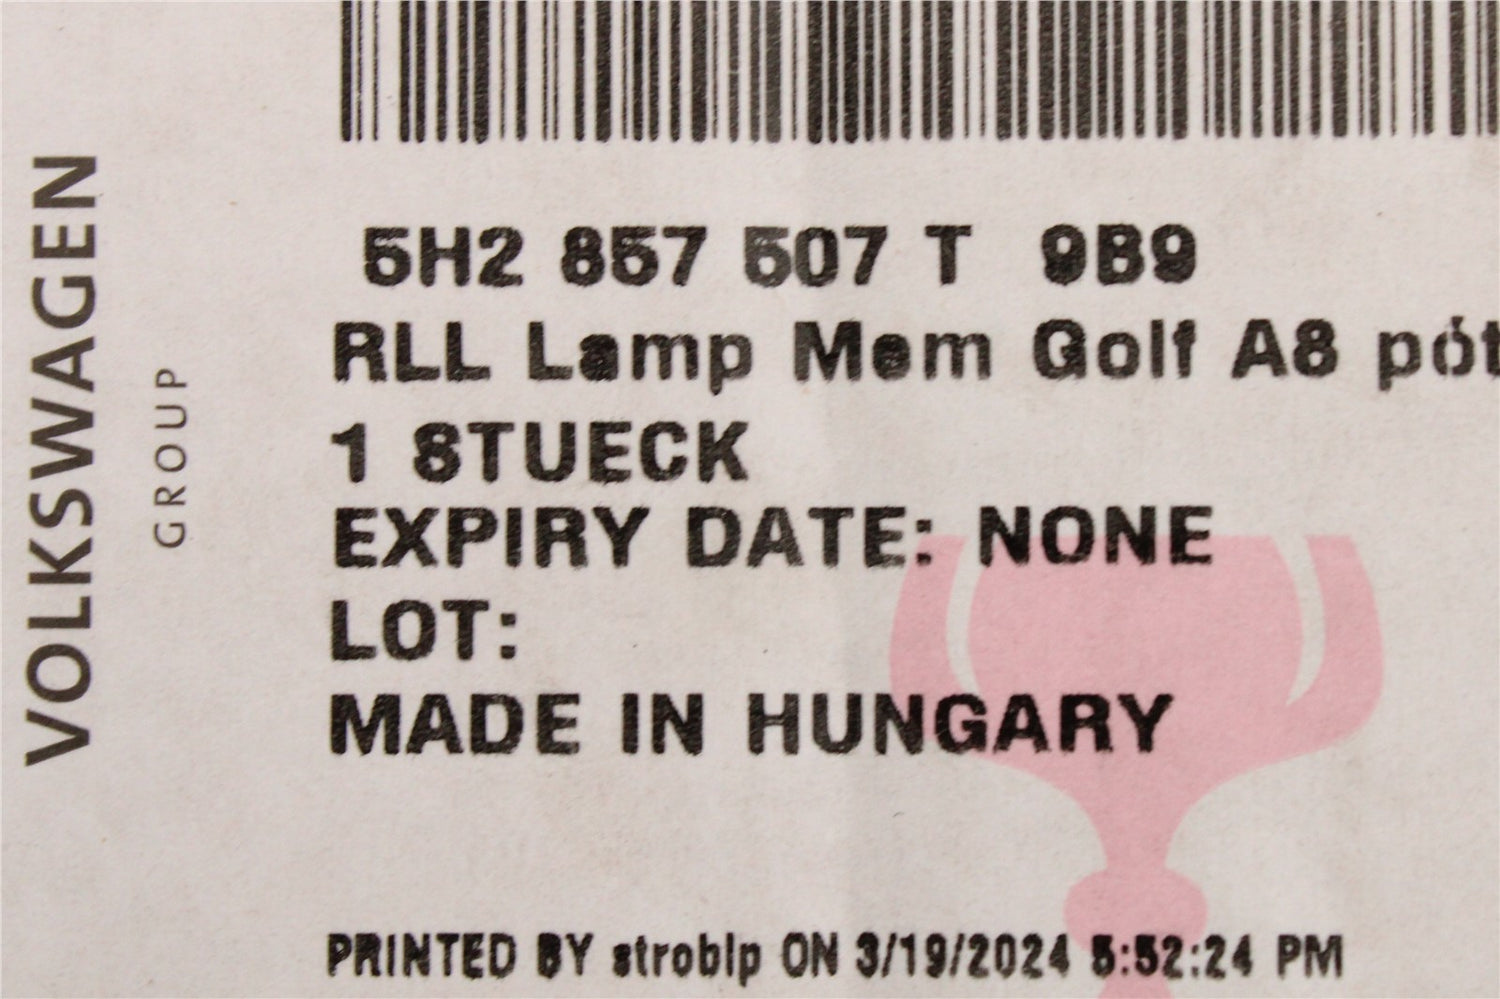 VOLKSWAGEN
GROUP
5H2 857 507 T 9B9
RLL Lamp Mem Golf A8 pót
1 STUECK
EXPIRY DATE: NONE
LOT:
MADE IN HUNGARY
PRINTED BY stroblp ON 3/19/2024 5:52:24 PM